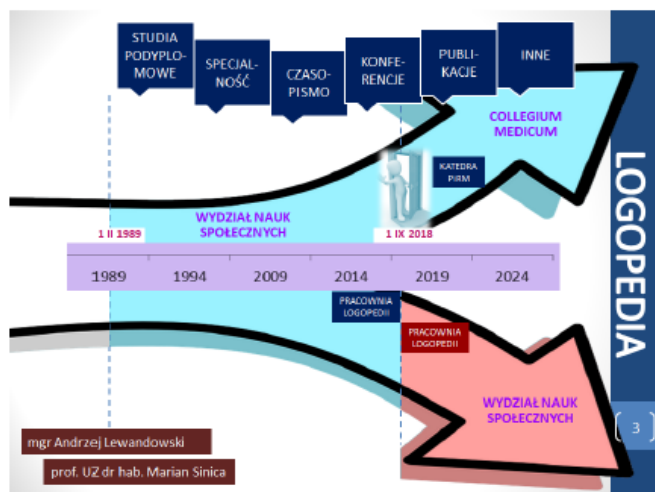 STUDIA
PODYPLO-
MOWE
SPECJAL-
NOŚĆ
CZASO-
PISMO
KONFE-
RENCJE
PUBLI-
KACJE
INNE
COLLEGIUM
MEDICUM
KATEDRA
PIRM
WYDZIAŁ NAUK
SPOŁECZNYCH
1 II 1989
1 IX 2018
1989 1994 2009 2014 2019 2024
PRACOWNIA
LOGOPEDII
PRACOWNIA
LOGOPEDII
WYDZIAŁ NAUK
SPOŁECZNYCH
mgr Andrzej Lewandowski
prof. UZ dr hab. Marian Sinica
LOGOPEDIA
3